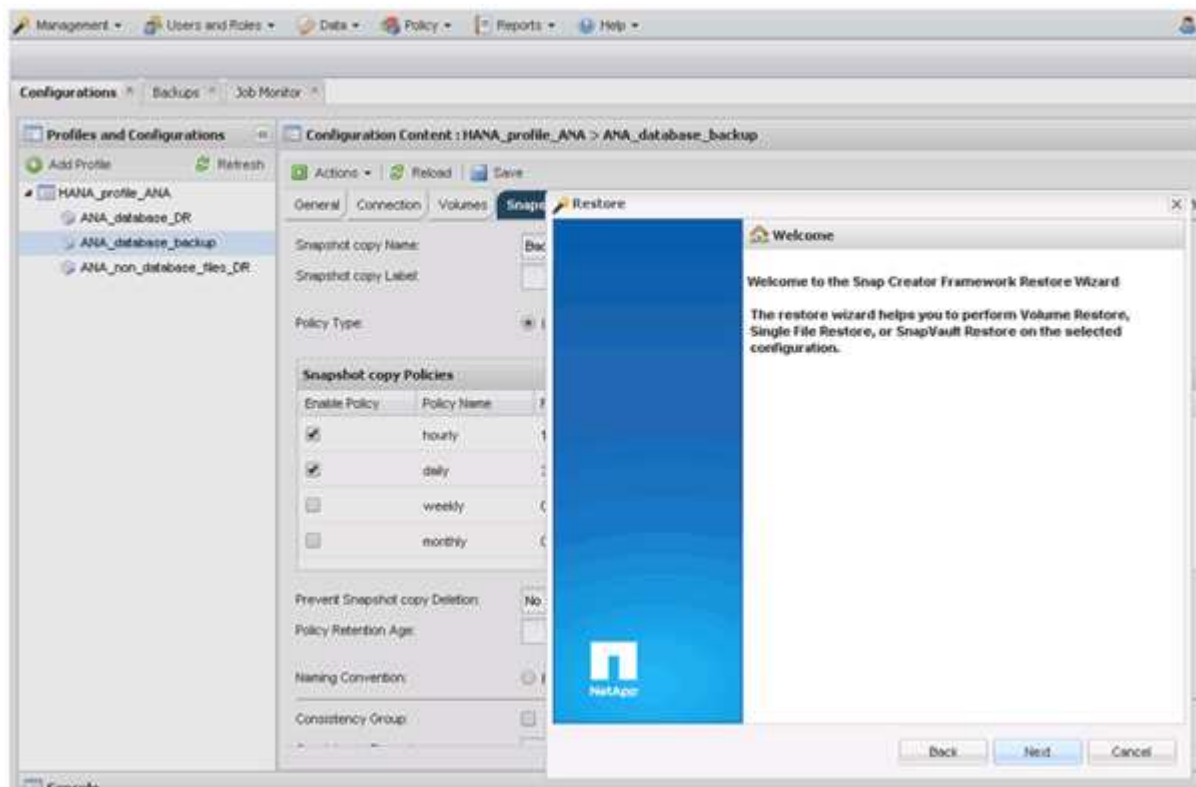 Management Users and Roles Data Policy Reports Help
Configurations Backups Job Monitor
Profiles and Configurations
Add Profile Refresh
HANA_profile_ANA
ANA_database_DR
ANA_database_backup
ANA_non_database_files_DR
Configuration Content : HANA_profile_ANA > ANA_database_backup
Actions Reload Save
General Connection Volumes Snaps
Snapshot copy Name:
Snapshot copy Label:
Policy Type:
Snapshot copy Policies
Enable Policy Policy Name
hourly
daily
weekly
monthly
Prevent Snapshot copy Deletion: No
Policy Retention Age:
Naming Convention:
Consistency Group:
Restore
Welcome
Welcome to the Snap Creator Framework Restore Wizard
The restore wizard helps you to perform Volume Restore,
Single File Restore, or SnapVault Restore on the selected
configuration.
NetApp
Back Next Cancel